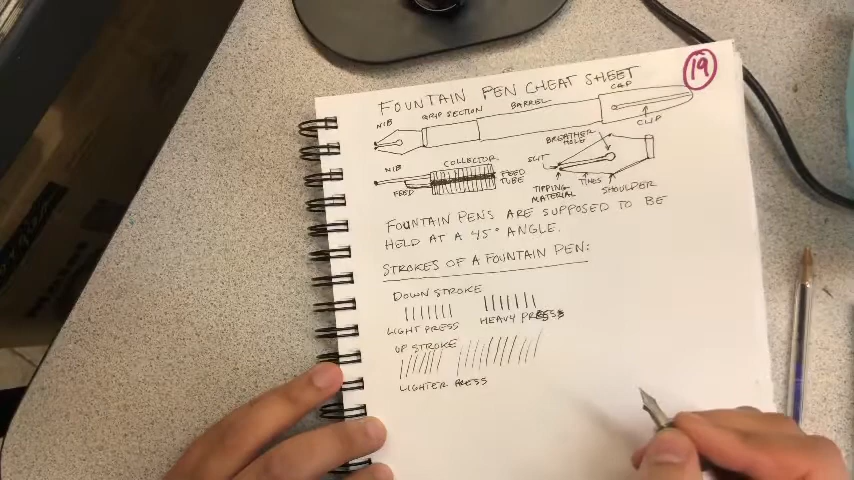 19
FOUNTAIN PEN CHEAT SHEET
NIB GRIP SECTION BARREL CAP
CLIP
BREATHER HOLE
NIB COLLECTOR SLIT
FEED FEED TUBE
TIPPING MATERIAL TINES SHOULDER
FOUNTAIN PENS ARE SUPPOSED TO BE
HELD AT A 45° ANGLE.
STROKES OF A FOUNTAIN PEN:
DOWN STROKE
LIGHT PRESS HEAVY PRESS
UP STROKE
LIGHTER PRESS